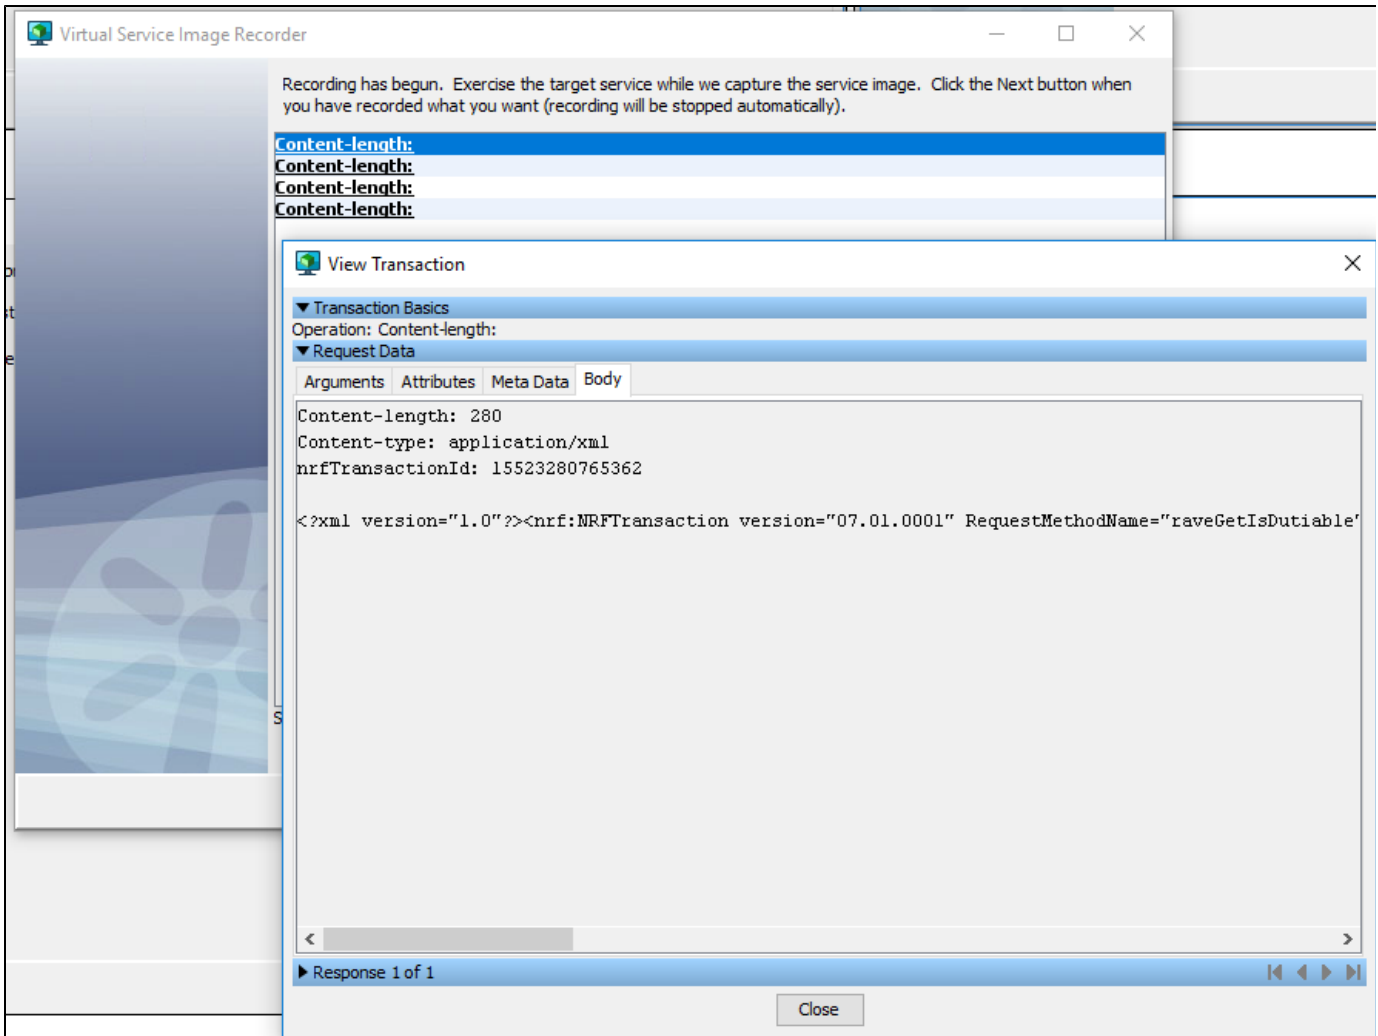 Virtual Service Image Recorder
Recording has begun. Exercise the target service while we capture the service image. Click the Next button when
you have recorded what you want (recording will be stopped automatically).
Content-length:
Content-length:
Content-length:
Content-length:
View Transaction
Transaction Basics
Operation: Content-length:
Request Data
Arguments Attributes Meta Data Body
Content-length: 280
Content-type: application/xml
nrfTransactionId: 15523280765362
<?xml version="1.0"?><nrf:NRFTransaction version="07.01.0001" RequestMethodName="raveGetIsDutiable"
Response 1 of 1
Close